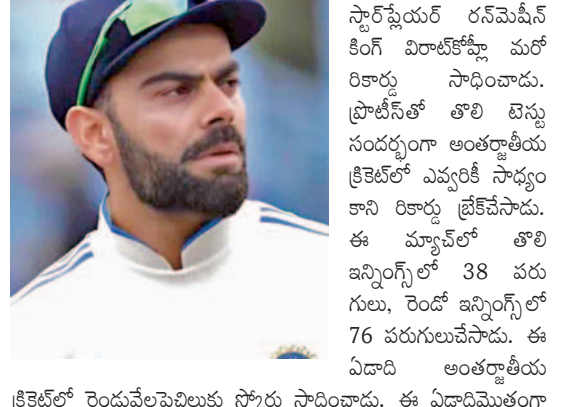 స్టార్‌ప్లేయర్ రన్‌మెషీన్
కింగ్ విరాట్‌కోహ్లీ మరో
రికార్డు సాధించాడు.
ప్రొటీస్‌తో తొలి టెస్టు
సందర్భంగా అంతర్జాతీయ
క్రికెట్‌లో ఎవ్వరికీ సాధ్యం
కాని రికార్డు బ్రేక్‌చేసాడు.
ఈ మ్యాచ్‌లో తొలి
ఇన్నింగ్స్‌లో 38 పరు
గులు, రెండో ఇన్నింగ్స్‌లో
76 పరుగులుచేసాడు. ఈ
ఏడాది అంతర్జాతీయ
క్రికెట్‌లో రెండువేలపైచిలుకు స్కోరు సాధించాడు. ఈ ఏడాదిమొత్తంగా